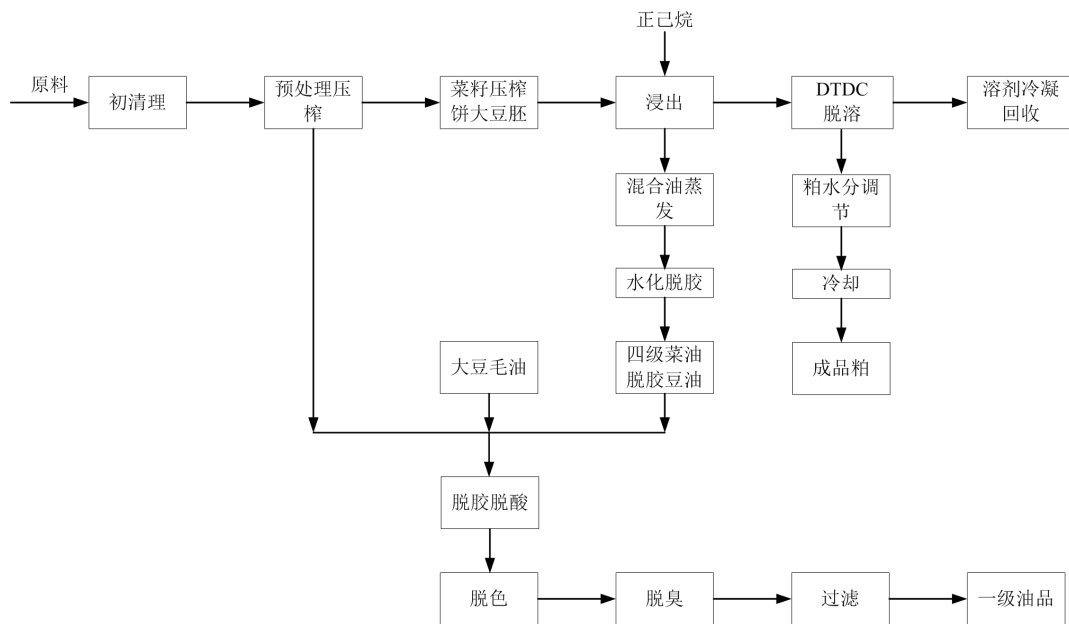 正己烷
原料
初清理
预处理压
榨
菜籽压榨
饼大豆胚
浸出
DTDC
脱溶
溶剂冷凝
回收
混合油蒸
发
粕水分调
节
水化脱胶
冷却
大豆毛油
四级菜油
脱胶豆油
成品粕
脱胶脱酸
脱色
脱臭
过滤
一级油品